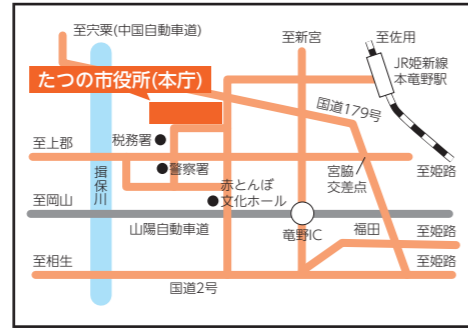 至宍粟(中国自動車道)
至新宮
至佐用
JR姫新線
本竜野駅
たつの市役所(本庁)
国道179号
税務署
至上郡
警察署
宮脇
交差点
至姫路
揖保川
赤とんぼ
文化ホール
至岡山
山陽自動車道
竜野IC
福田
至姫路
至相生
至姫路
国道2号